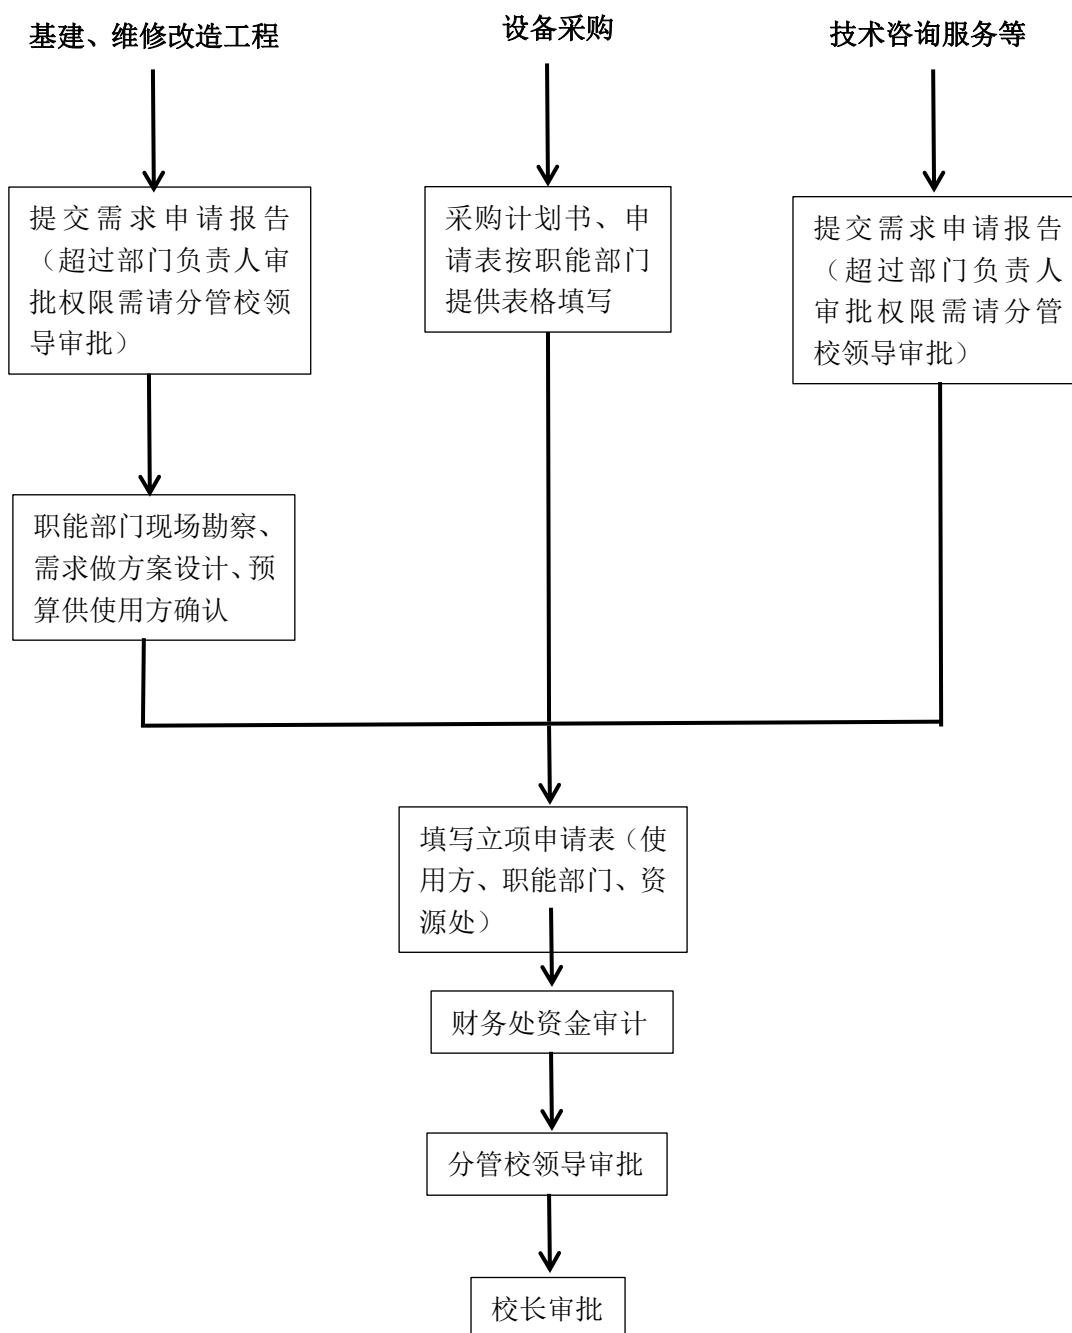 基建、维修改造工程
设备采购
技术咨询服务等
提交需求申请报告
（超过部门负责人审
批权限需请分管校领
导审批）
采购计划书、申
请表按职能部门
提供表格填写
提交需求申请报告
（超过部门负责人
审批权限需请分管
校领导审批）
职能部门现场勘察、
需求做方案设计、预
算供使用方确认
填写立项申请表（使
用方、职能部门、资
源处）
财务处资金审计
分管校领导审批
校长审批